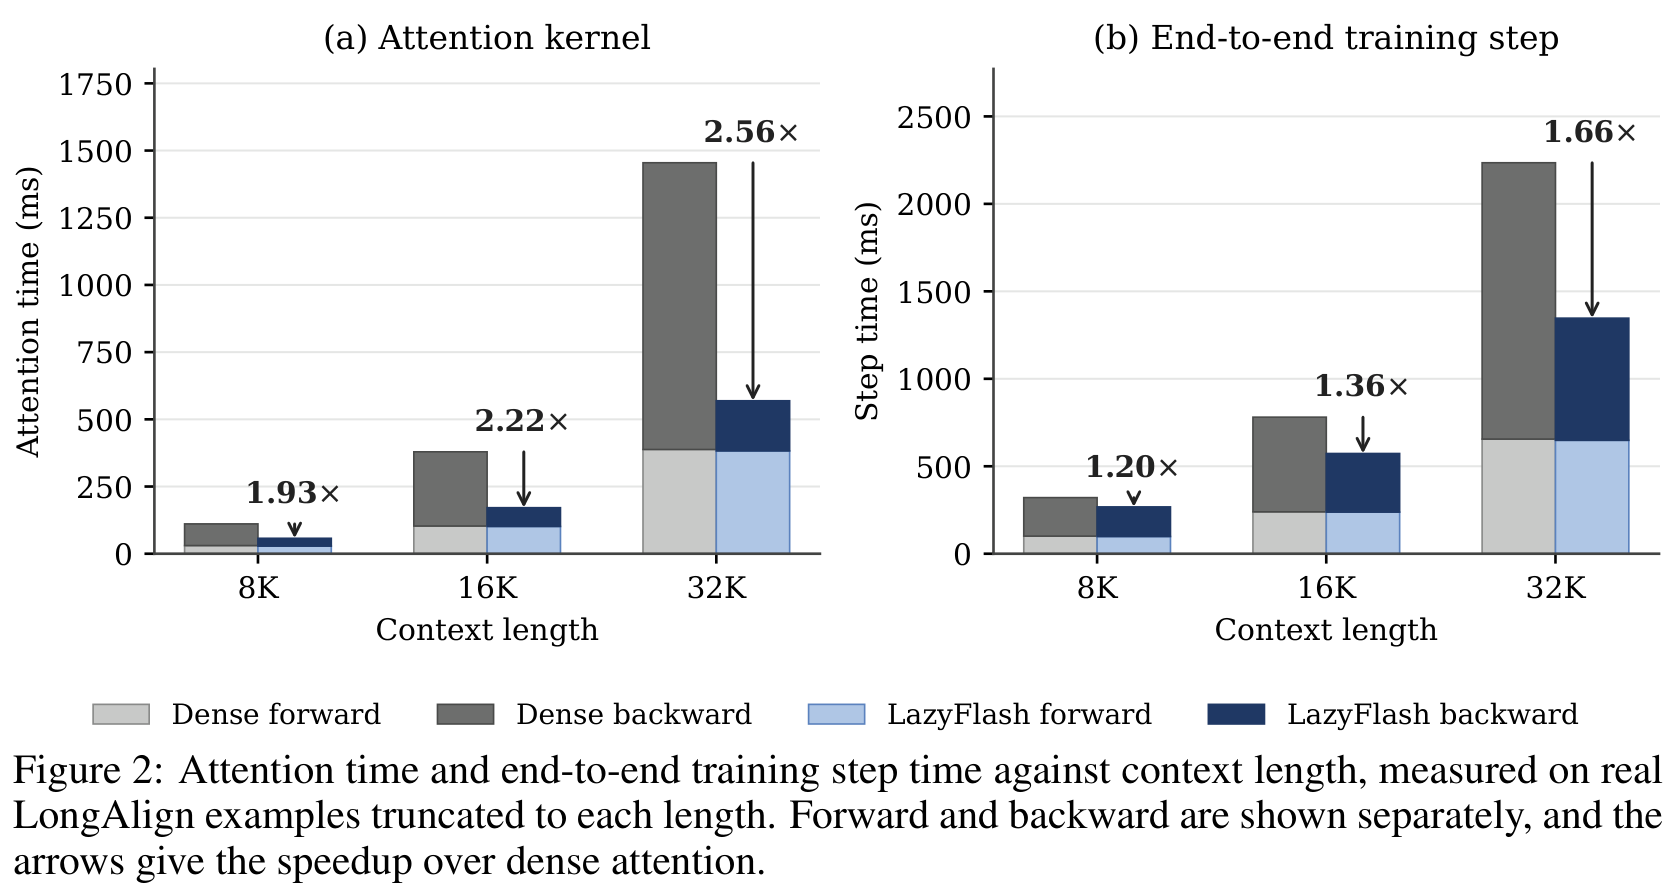 (a) Attention kernel
Attention time (ms)
1750
1500
1250
1000
750
500
250
0
1.93×
2.22×
2.56×
8K
16K
32K
Context length
(b) End-to-end training step
Step time (ms)
2500
2000
1500
1000
500
0
1.20×
1.36×
1.66×
8K
16K
32K
Context length
Dense forward
Dense backward
LazyFlash forward
LazyFlash backward
Figure 2: Attention time and end-to-end training step time against context length, measured on real
LongAlign examples truncated to each length. Forward and backward are shown separately, and the
arrows give the speedup over dense attention.